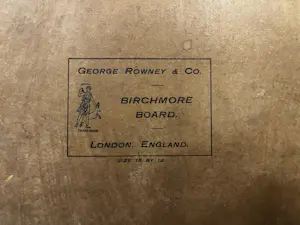 GEORGE ROWNEY & CO.
BIRCHMORE
BOARD.
LONDON, ENGLAND.